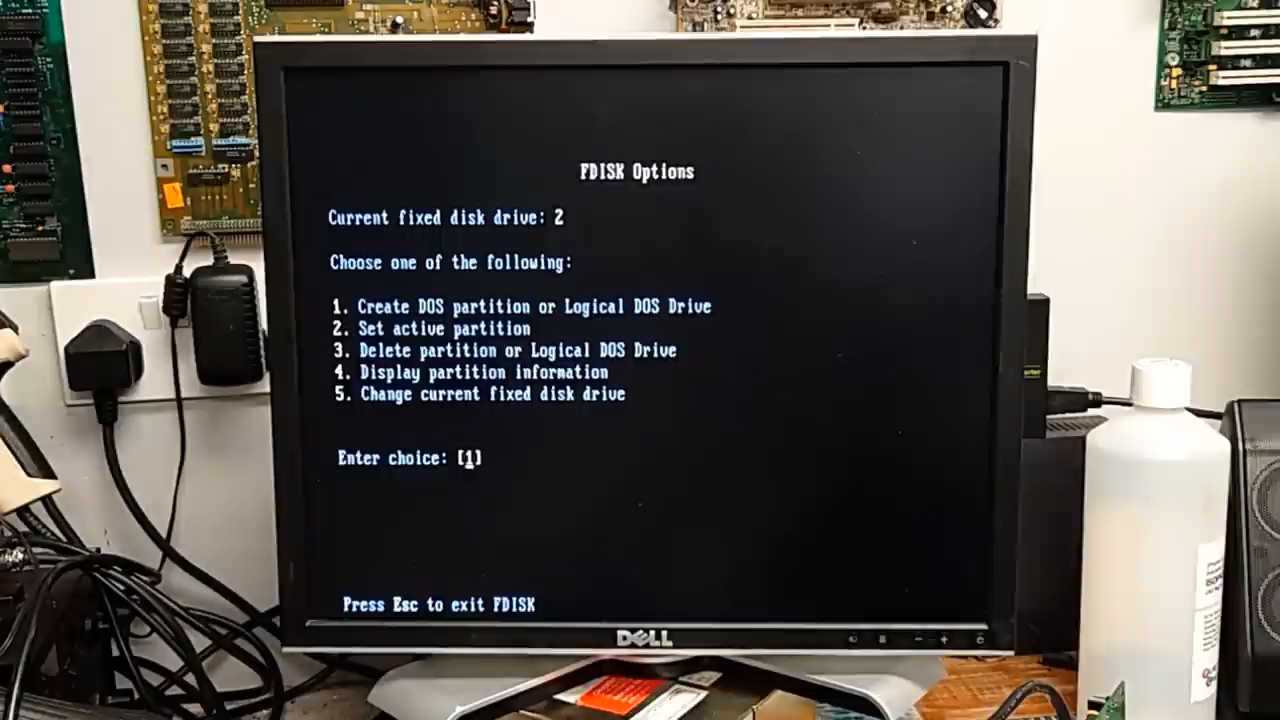 FDISK Options
Current fixed disk drive: 2
Choose one of the following:
1. Create DOS partition or Logical DOS Drive
2. Set active partition
3. Delete partition or Logical DOS Drive
4. Display partition information
5. Change current fixed disk drive
Enter choice: [1]
Press Esc to exit FDISK
DELL